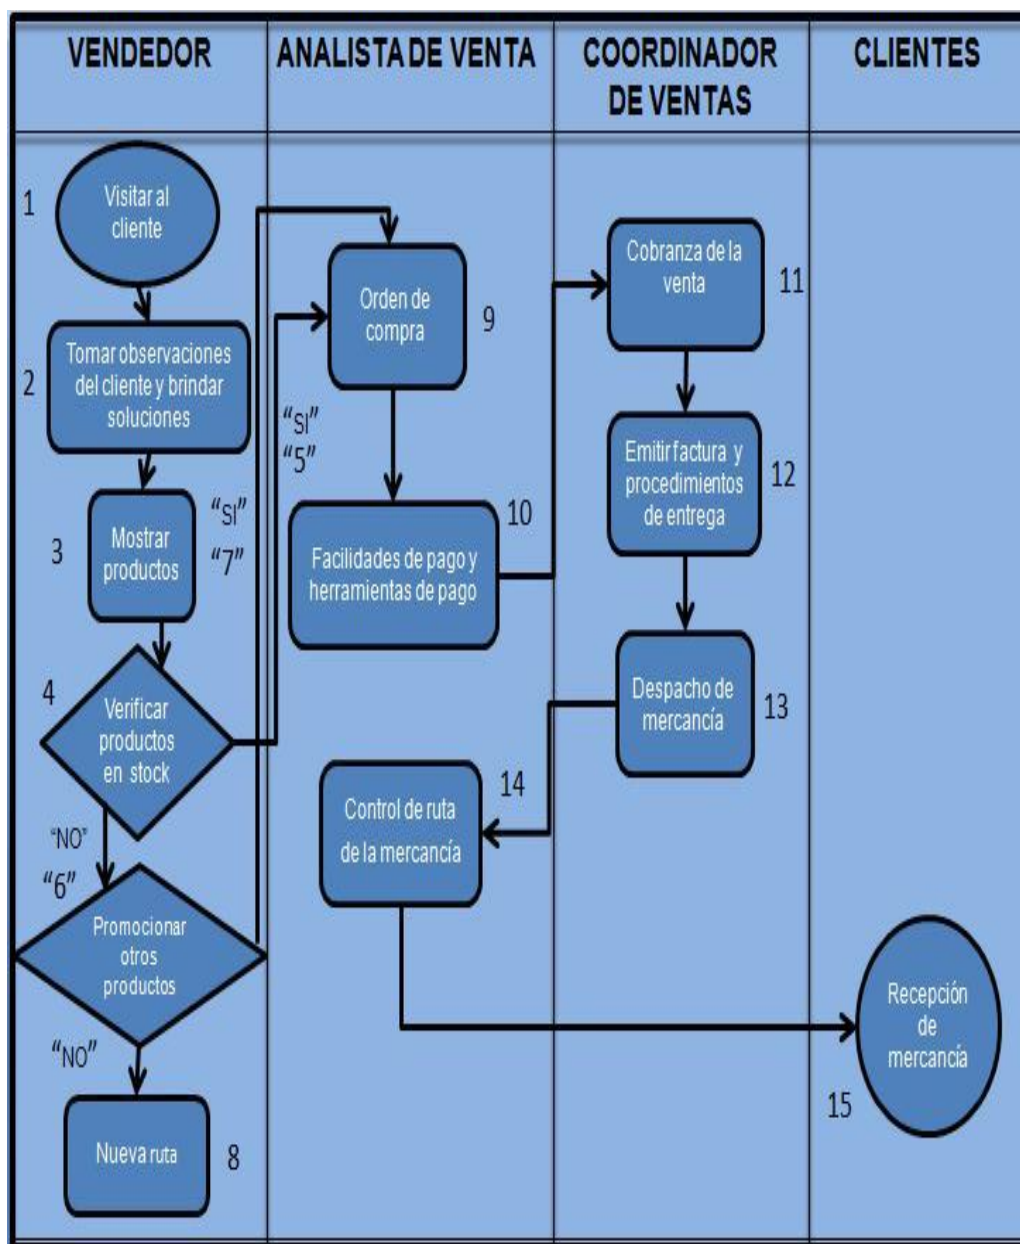 VENDEDOR
ANALISTA DE VENTA
COORDINADOR
DE VENTAS
CLIENTES
1
Visitar al
cliente
2
Tomar observaciones
del cliente y brindar
soluciones
3
Mostrar
productos
"SI"
"7"
4
Verificar
productos
en stock
"NO"
"6"
Promocionar
otros
productos
"NO"
Nueva ruta
8
Orden de
compra
9
"SI"
"5"
10
Facilidades de pago y
herramientas de pago
Cobranza de la
venta
11
Emitir factura y
procedimientos
de entrega
12
Despacho de
mercancía
13
14
Control de ruta
de la mercancía
Recepción
de
mercancía
15